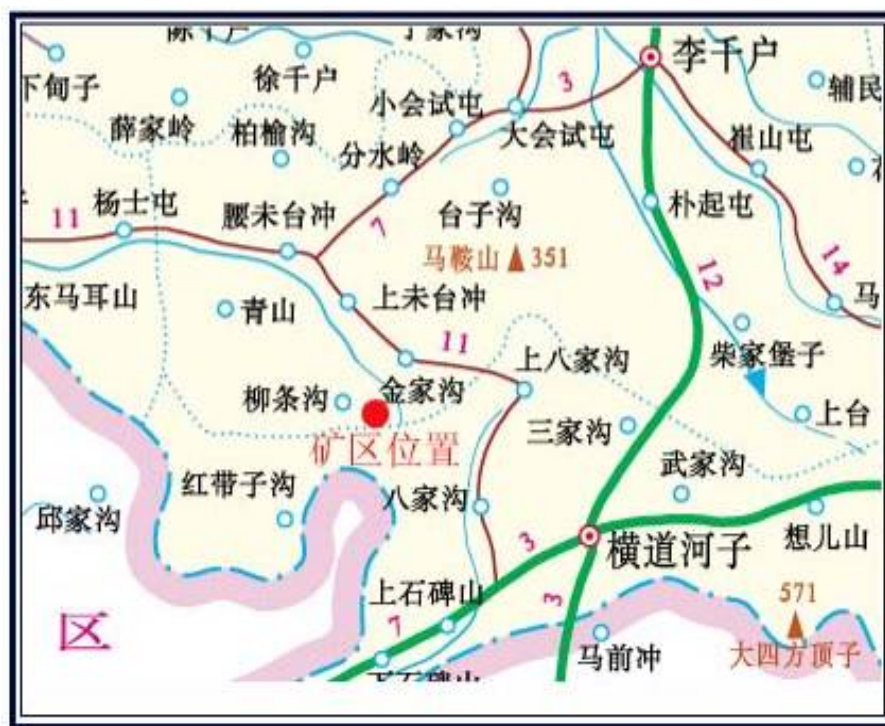 李千户
下甸子
徐千户
小会试屯
辅民
3
薛家岭
柏榆沟
分水岭
大会试屯
崔山屯
11
杨士屯
腰未台冲
7
台子沟
朴起屯
马鞍山
351
12
14
东马耳山
青山
上未台冲
马
11
上八家沟
柴家堡子
柳条沟
金家沟
上台
矿区位置
三家沟
武家沟
邱家沟
红带子沟
八家沟
3
横道河子
想儿山
上石碑山
3
571
区
7
马前冲
大四方顶子